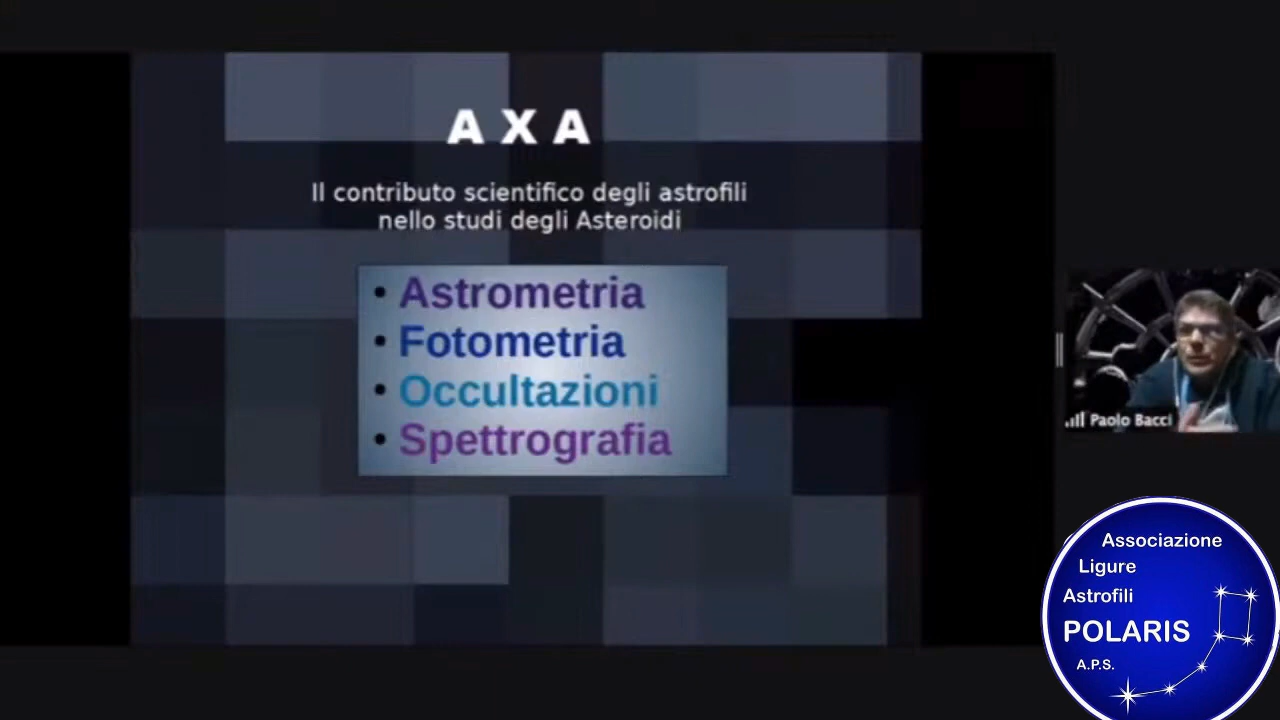 A X A
Il contributo scientifico degli astrofili
nello studi degli Asteroidi
• Astrometria
• Fotometria
• Occultazioni
• Spettrografia
Paolo Bacci
Associazione
Ligure
Astrofili
POLARIS
A.P.S.